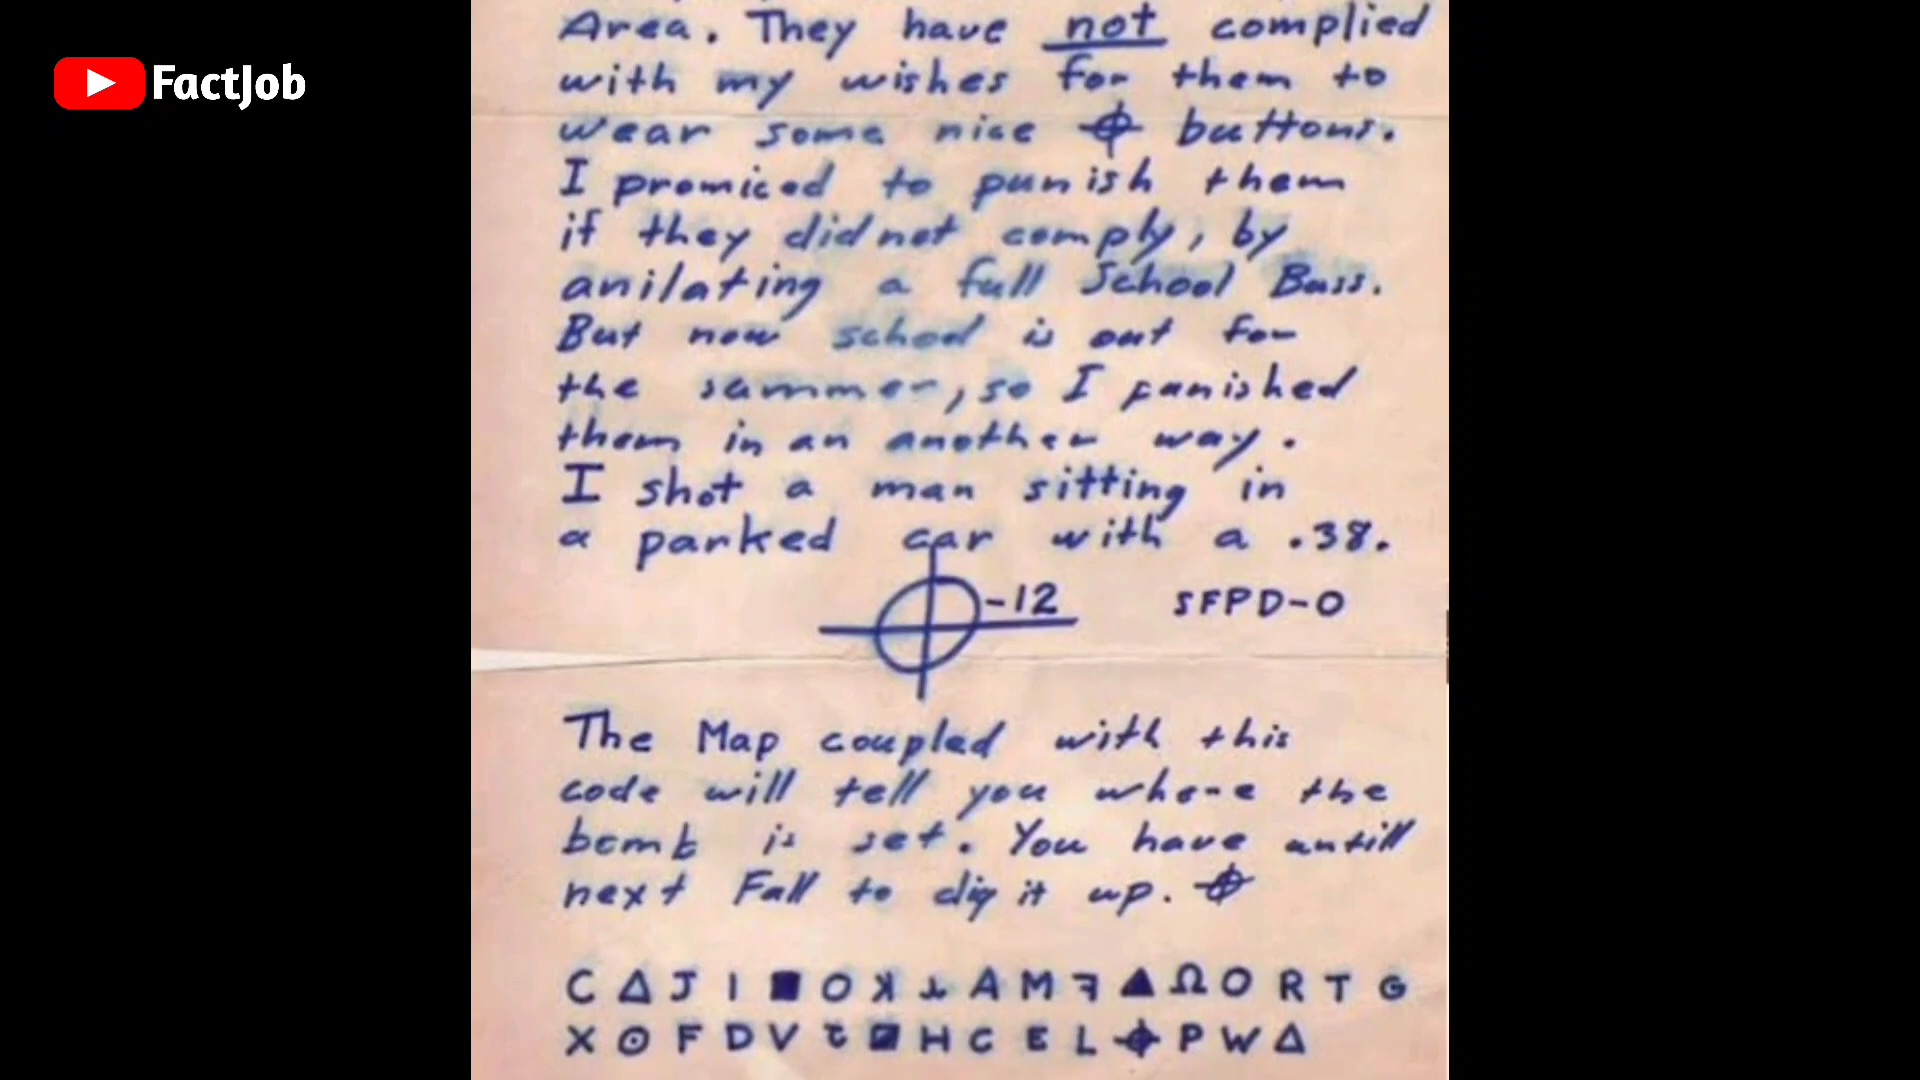 FactJob
Area. They have not complied
with my wishes for them to
wear some nice ⌖ buttons.
I promiced to punish them
if they did not comply, by
anilating a full School Buss.
But now school is out for
the summer, so I punished
them in an another way.
I shot a man sitting in
a parked car with a .38.
⌖-12 SFPD-0
The Map coupled with this
code will tell you where the
bomb is set. You have untill
next Fall to dig it up. ⌖
C Δ J I ■ O ꓘ ⅄ A M ꟻ ▲ Ω O R T G
X ⊙ F D V Ɛ ◪ H C E L ⌖ P W Δ